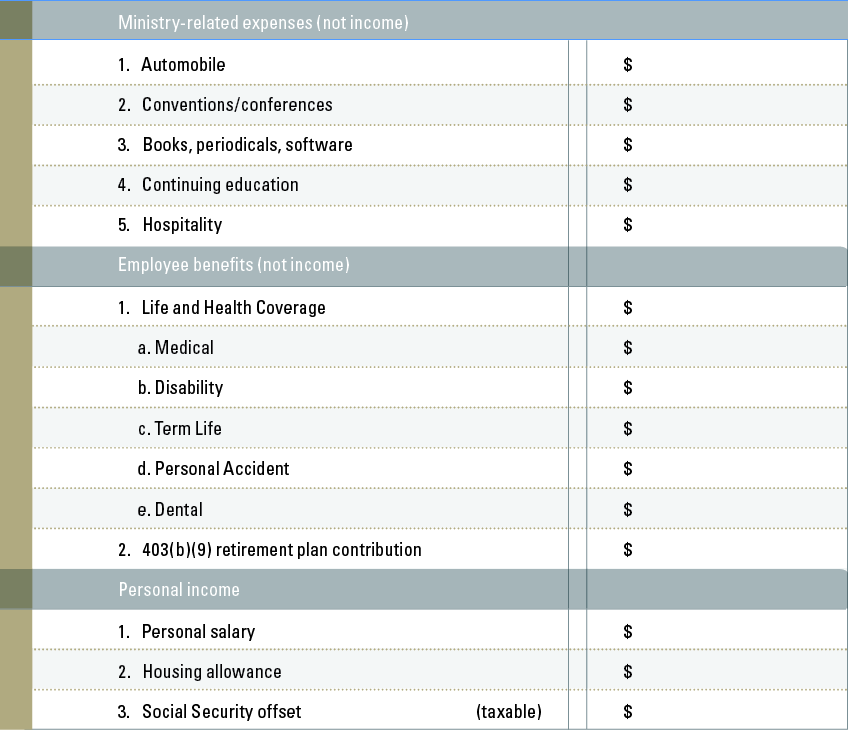 Ministry-related expenses (not income)
1. Automobile $
2. Conventions/conferences $
3. Books, periodicals, software $
4. Continuing education $
5. Hospitality $
Employee benefits (not income)
1. Life and Health Coverage $
a. Medical $
b. Disability $
c. Term Life $
d. Personal Accident $
e. Dental $
2. 403(b)(9) retirement plan contribution $
Personal income
1. Personal salary $
2. Housing allowance $
3. Social Security offset (taxable) $